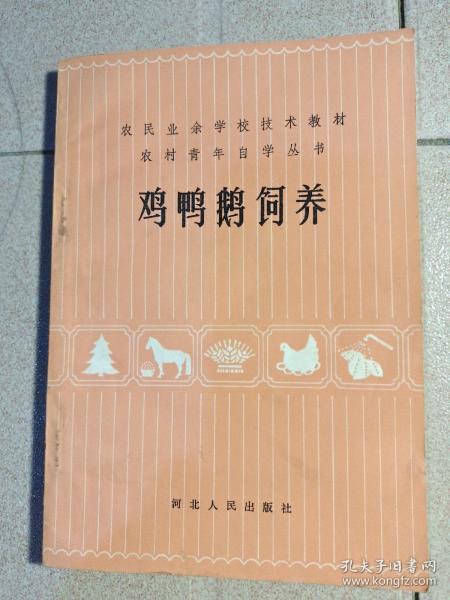 农民业余学校技术教材
农村青年自学丛书
鸡鸭鹅饲养
河北人民出版社
孔夫子旧书网
www.kongfz.com